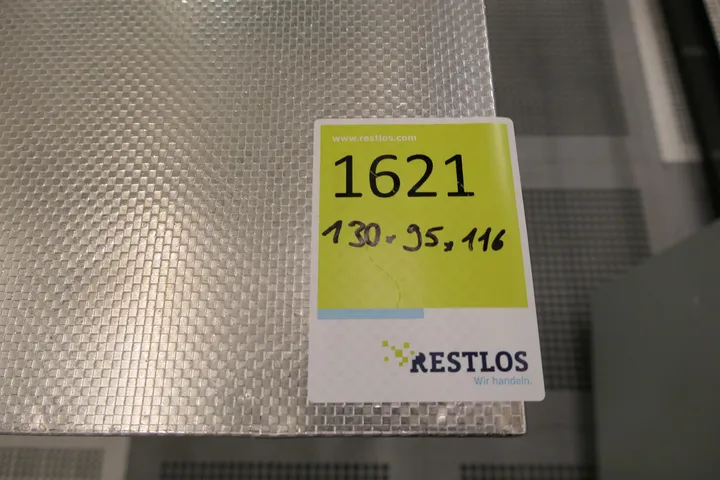 www.restlos.com
1621
130 x 95 x 116
RESTLOS
Wir handeln.